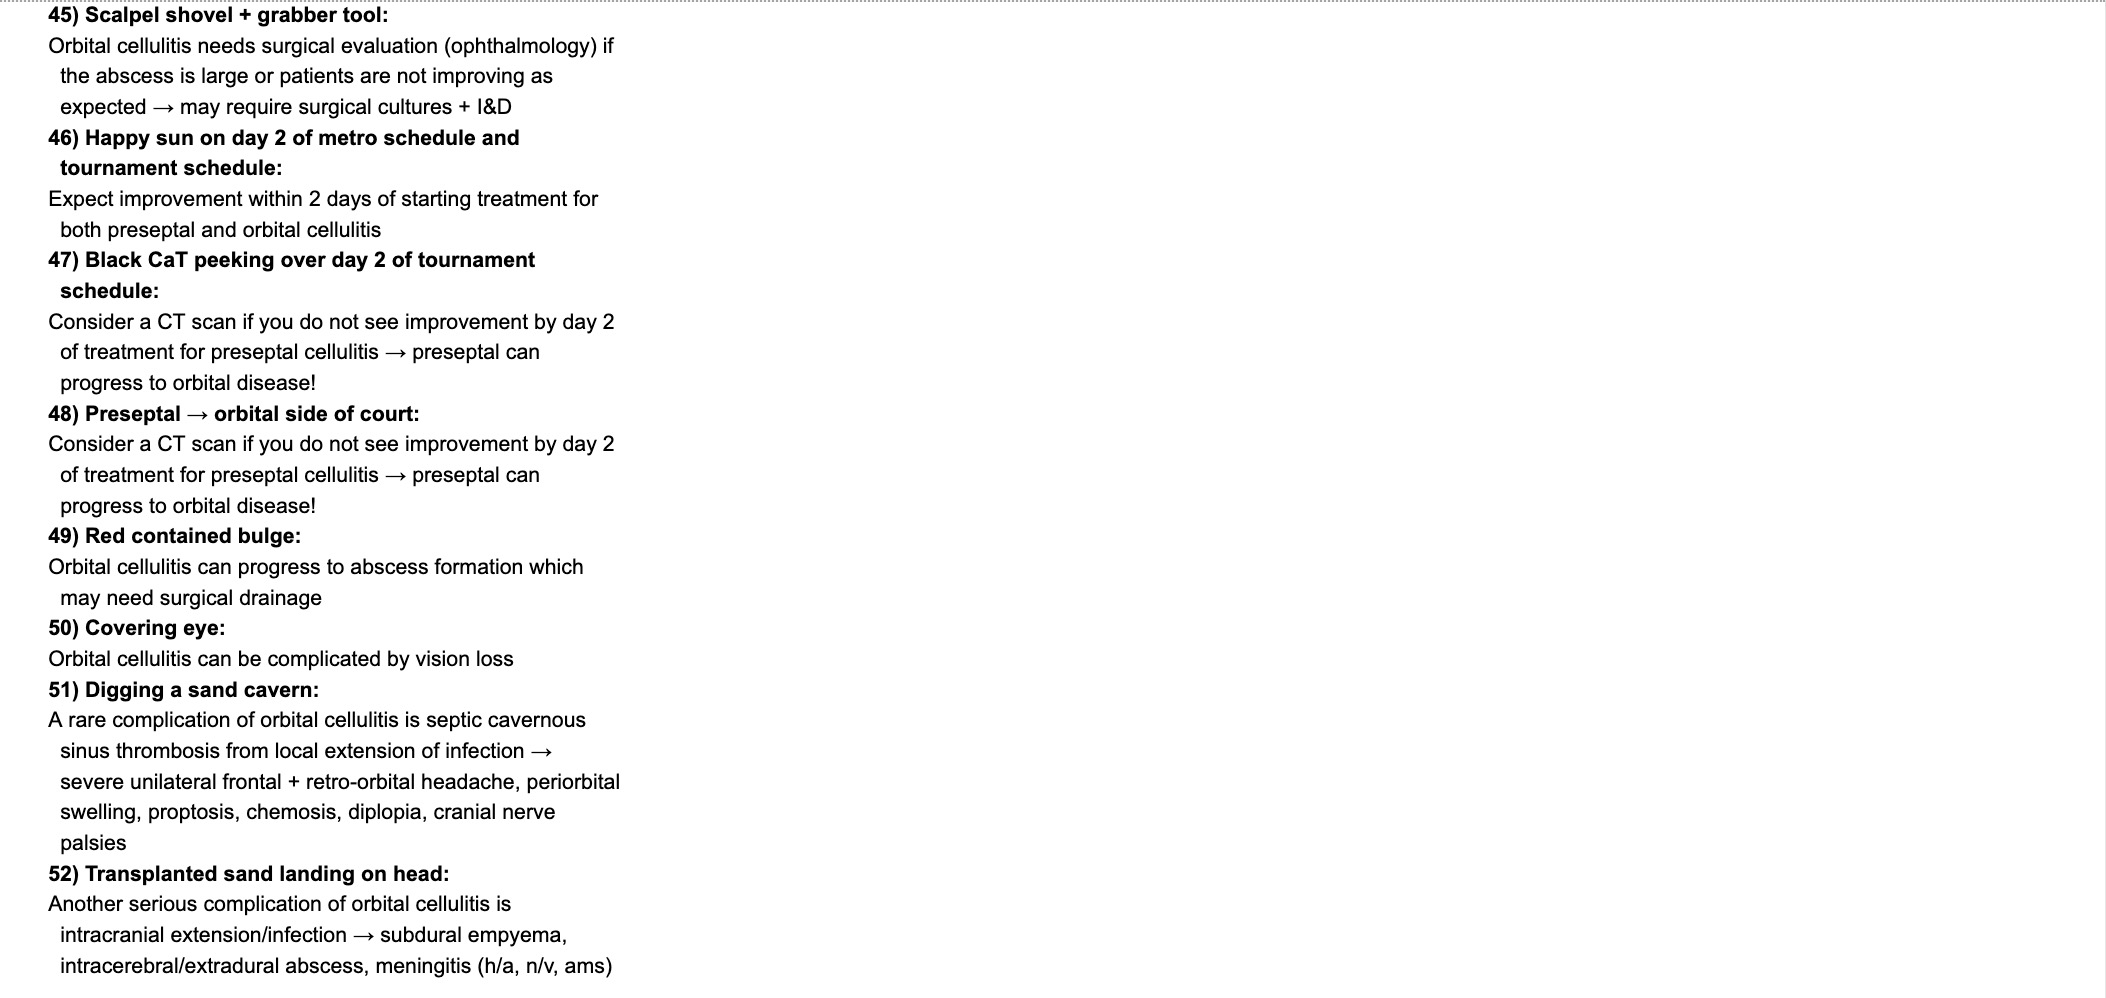 45) Scalpel shovel + grabber tool:
Orbital cellulitis needs surgical evaluation (ophthalmology) if
the abscess is large or patients are not improving as
expected → may require surgical cultures + I&D
46) Happy sun on day 2 of metro schedule and
tournament schedule:
Expect improvement within 2 days of starting treatment for
both preseptal and orbital cellulitis
47) Black CaT peeking over day 2 of tournament
schedule:
Consider a CT scan if you do not see improvement by day 2
of treatment for preseptal cellulitis → preseptal can
progress to orbital disease!
48) Preseptal → orbital side of court:
Consider a CT scan if you do not see improvement by day 2
of treatment for preseptal cellulitis → preseptal can
progress to orbital disease!
49) Red contained bulge:
Orbital cellulitis can progress to abscess formation which
may need surgical drainage
50) Covering eye:
Orbital cellulitis can be complicated by vision loss
51) Digging a sand cavern:
A rare complication of orbital cellulitis is septic cavernous
sinus thrombosis from local extension of infection →
severe unilateral frontal + retro-orbital headache, periorbital
swelling, proptosis, chemosis, diplopia, cranial nerve
palsies
52) Transplanted sand landing on head:
Another serious complication of orbital cellulitis is
intracranial extension/infection → subdural empyema,
intracerebral/extradural abscess, meningitis (h/a, n/v, ams)